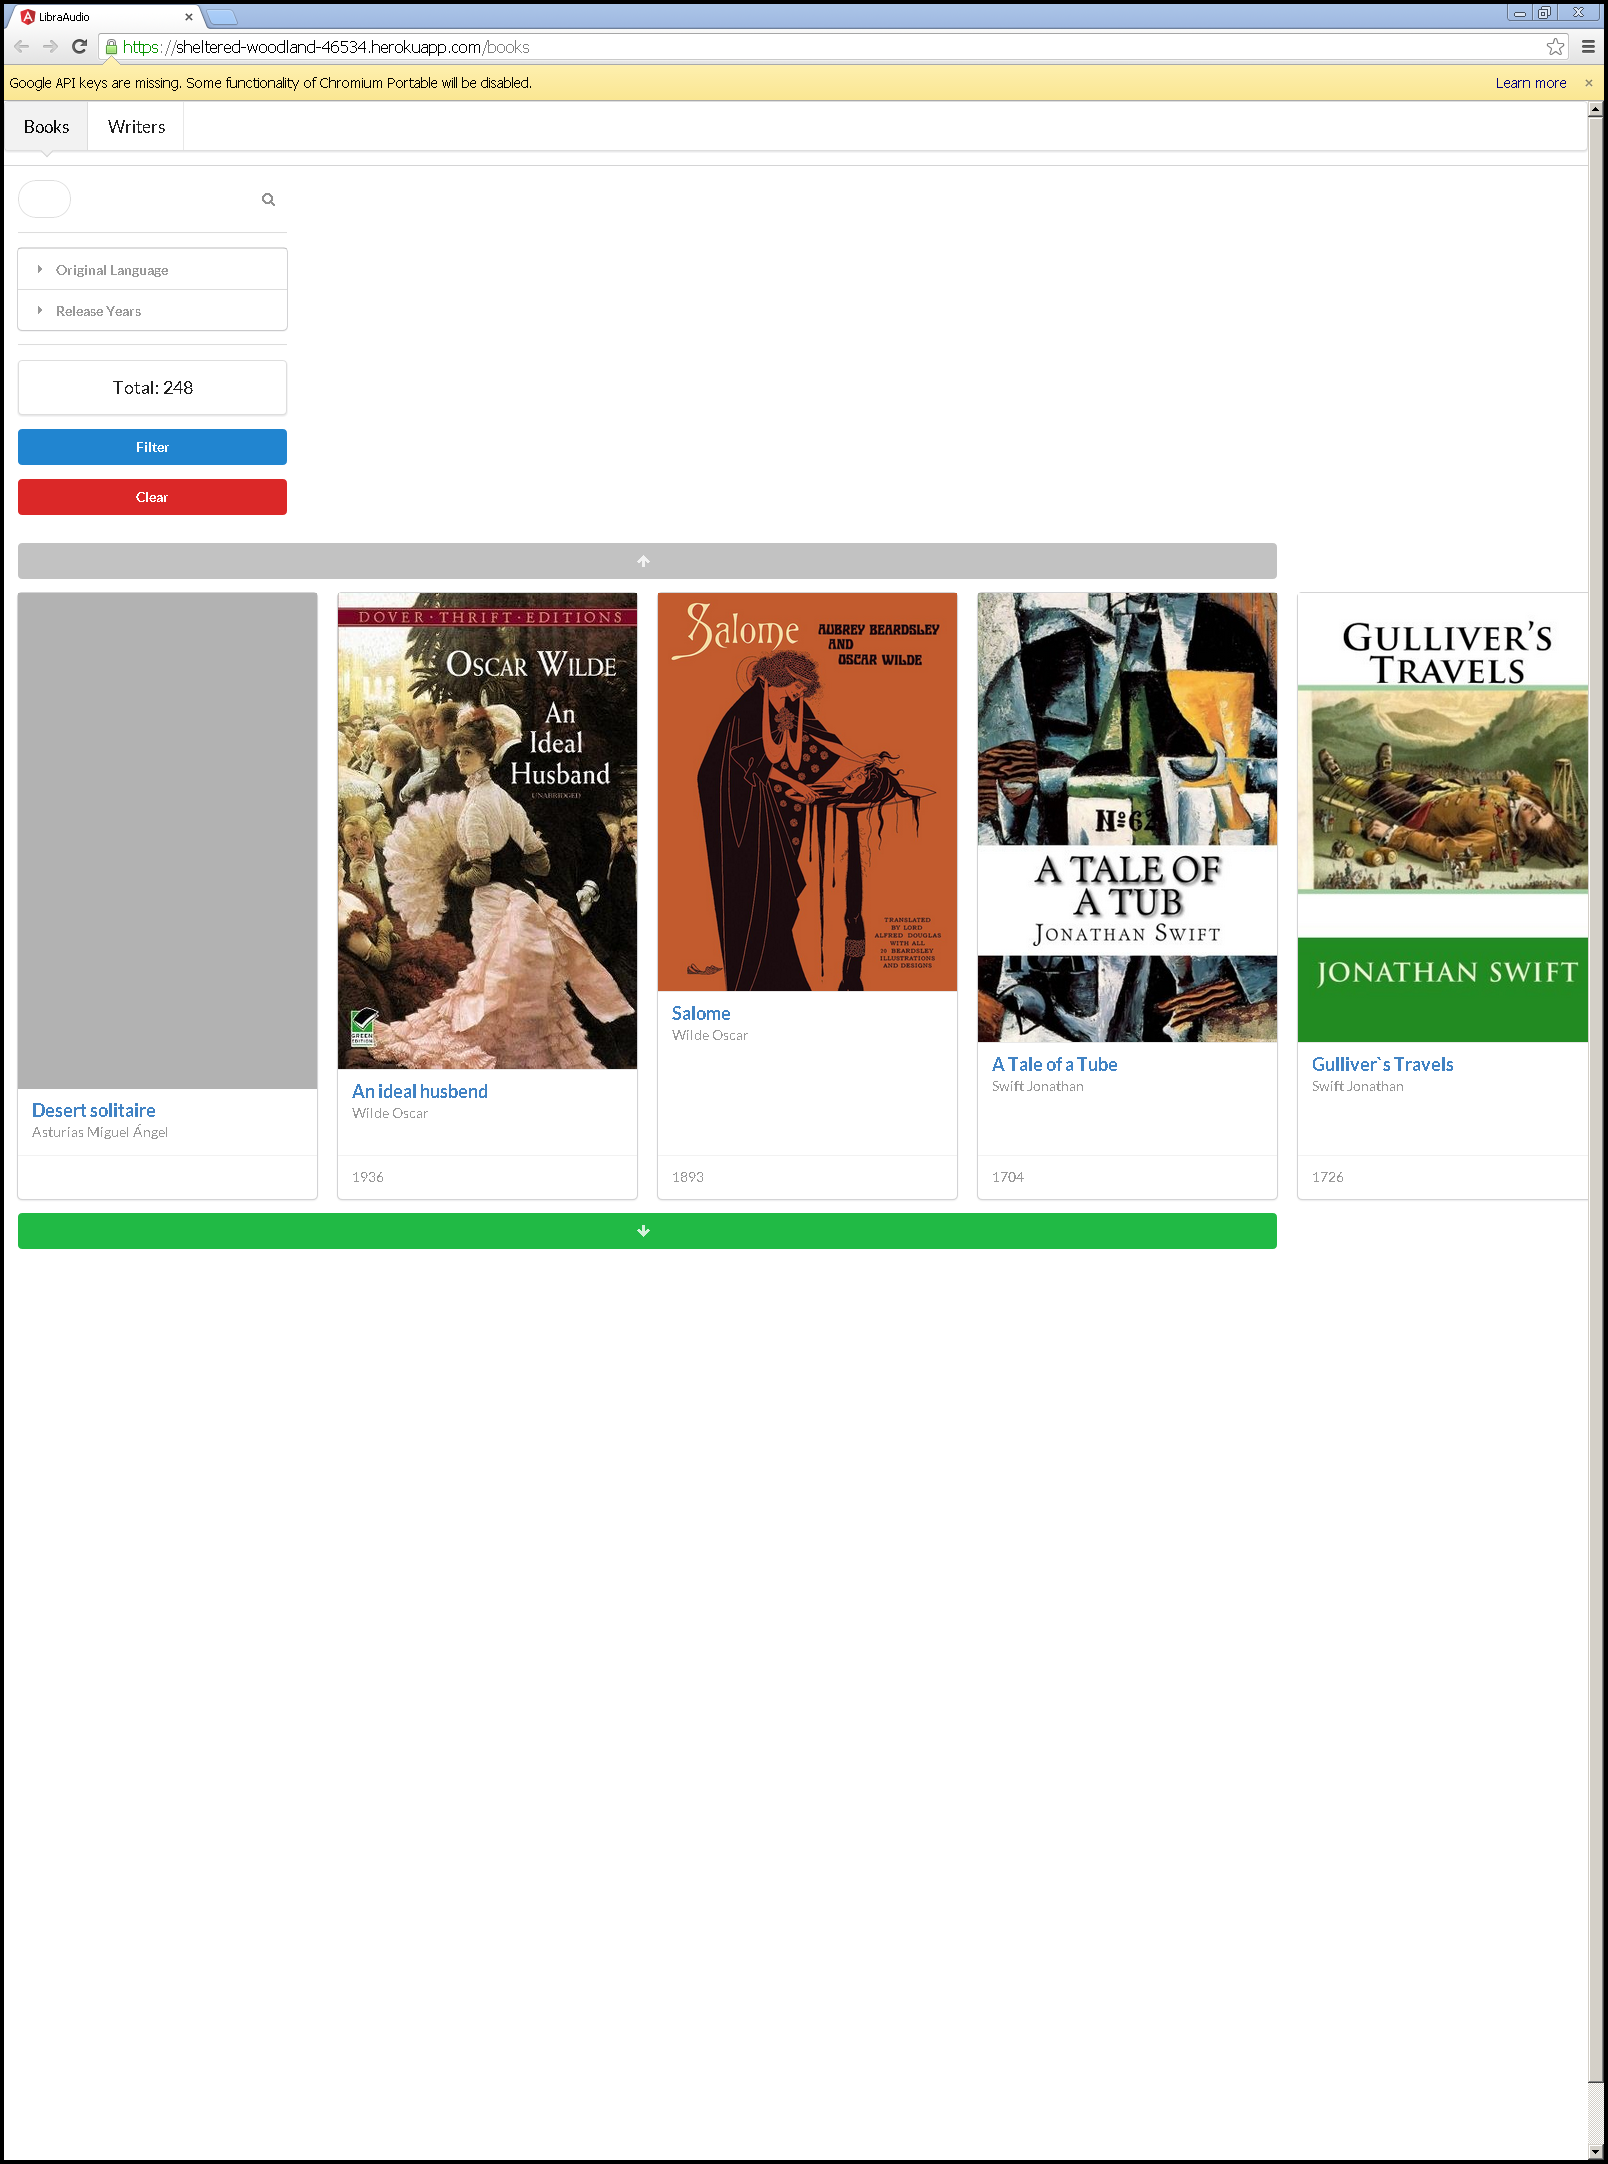 LibraAudio
https://sheltered-woodland-46534.herokuapp.com/books
Google API keys are missing. Some functionality of Chromium Portable will be disabled.
Learn more
Books
Writers
Original Language
Release Years
Total: 248
Filter
Clear
Desert solitaire
Asturias Miguel Ángel
DOVER · THRIFT · EDITIONS
OSCAR WILDE
An
Ideal
Husband
UNABRIDGED
GREEN
EDITION
An ideal husbend
Wilde Oscar
1936
Salome
AUBREY BEARDSLEY
AND
OSCAR WILDE
TRANSLATED
BY LORD
ALFRED DOUGLAS
WITH ALL
20 BEARDSLEY
ILLUSTRATIONS
AND DESIGNS
Salome
Wilde Oscar
1893
Nº62
A TALE OF
A TUB
JONATHAN SWIFT
A Tale of a Tube
Swift Jonathan
1704
GULLIVER'S
TRAVELS
JONATHAN SWIFT
Gulliver`s Travels
Swift Jonathan
1726